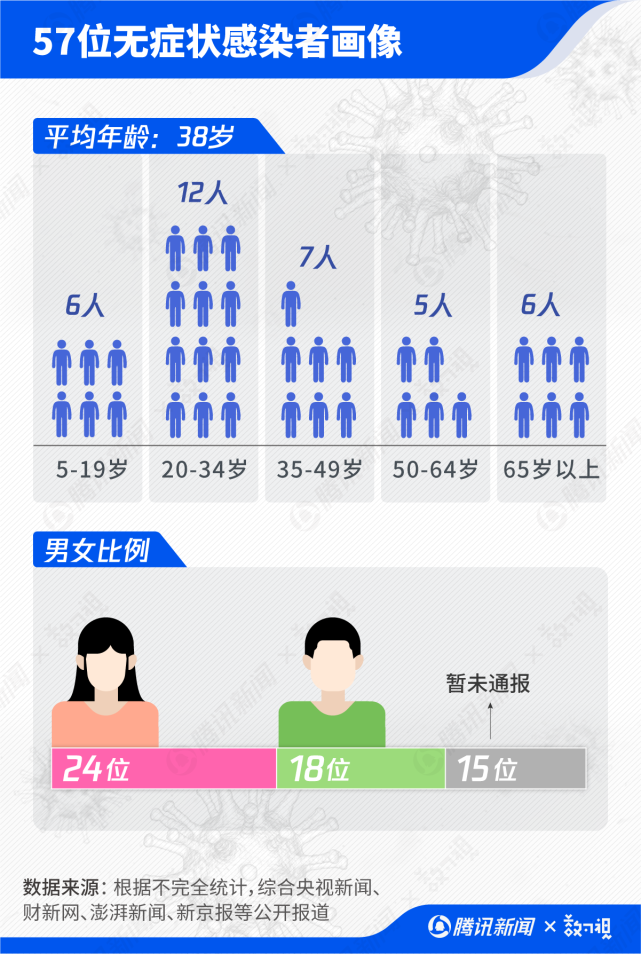 57位无症状感染者画像
平均年龄：38岁
6人
12人
7人
5人
6人
5-19岁
20-34岁
35-49岁
50-64岁
65岁以上
男女比例
暂未通报
24位
18位
15位
数据来源：根据不完全统计，综合央视新闻、
财新网、澎湃新闻、新京报等公开报道
腾讯新闻 × 数可视